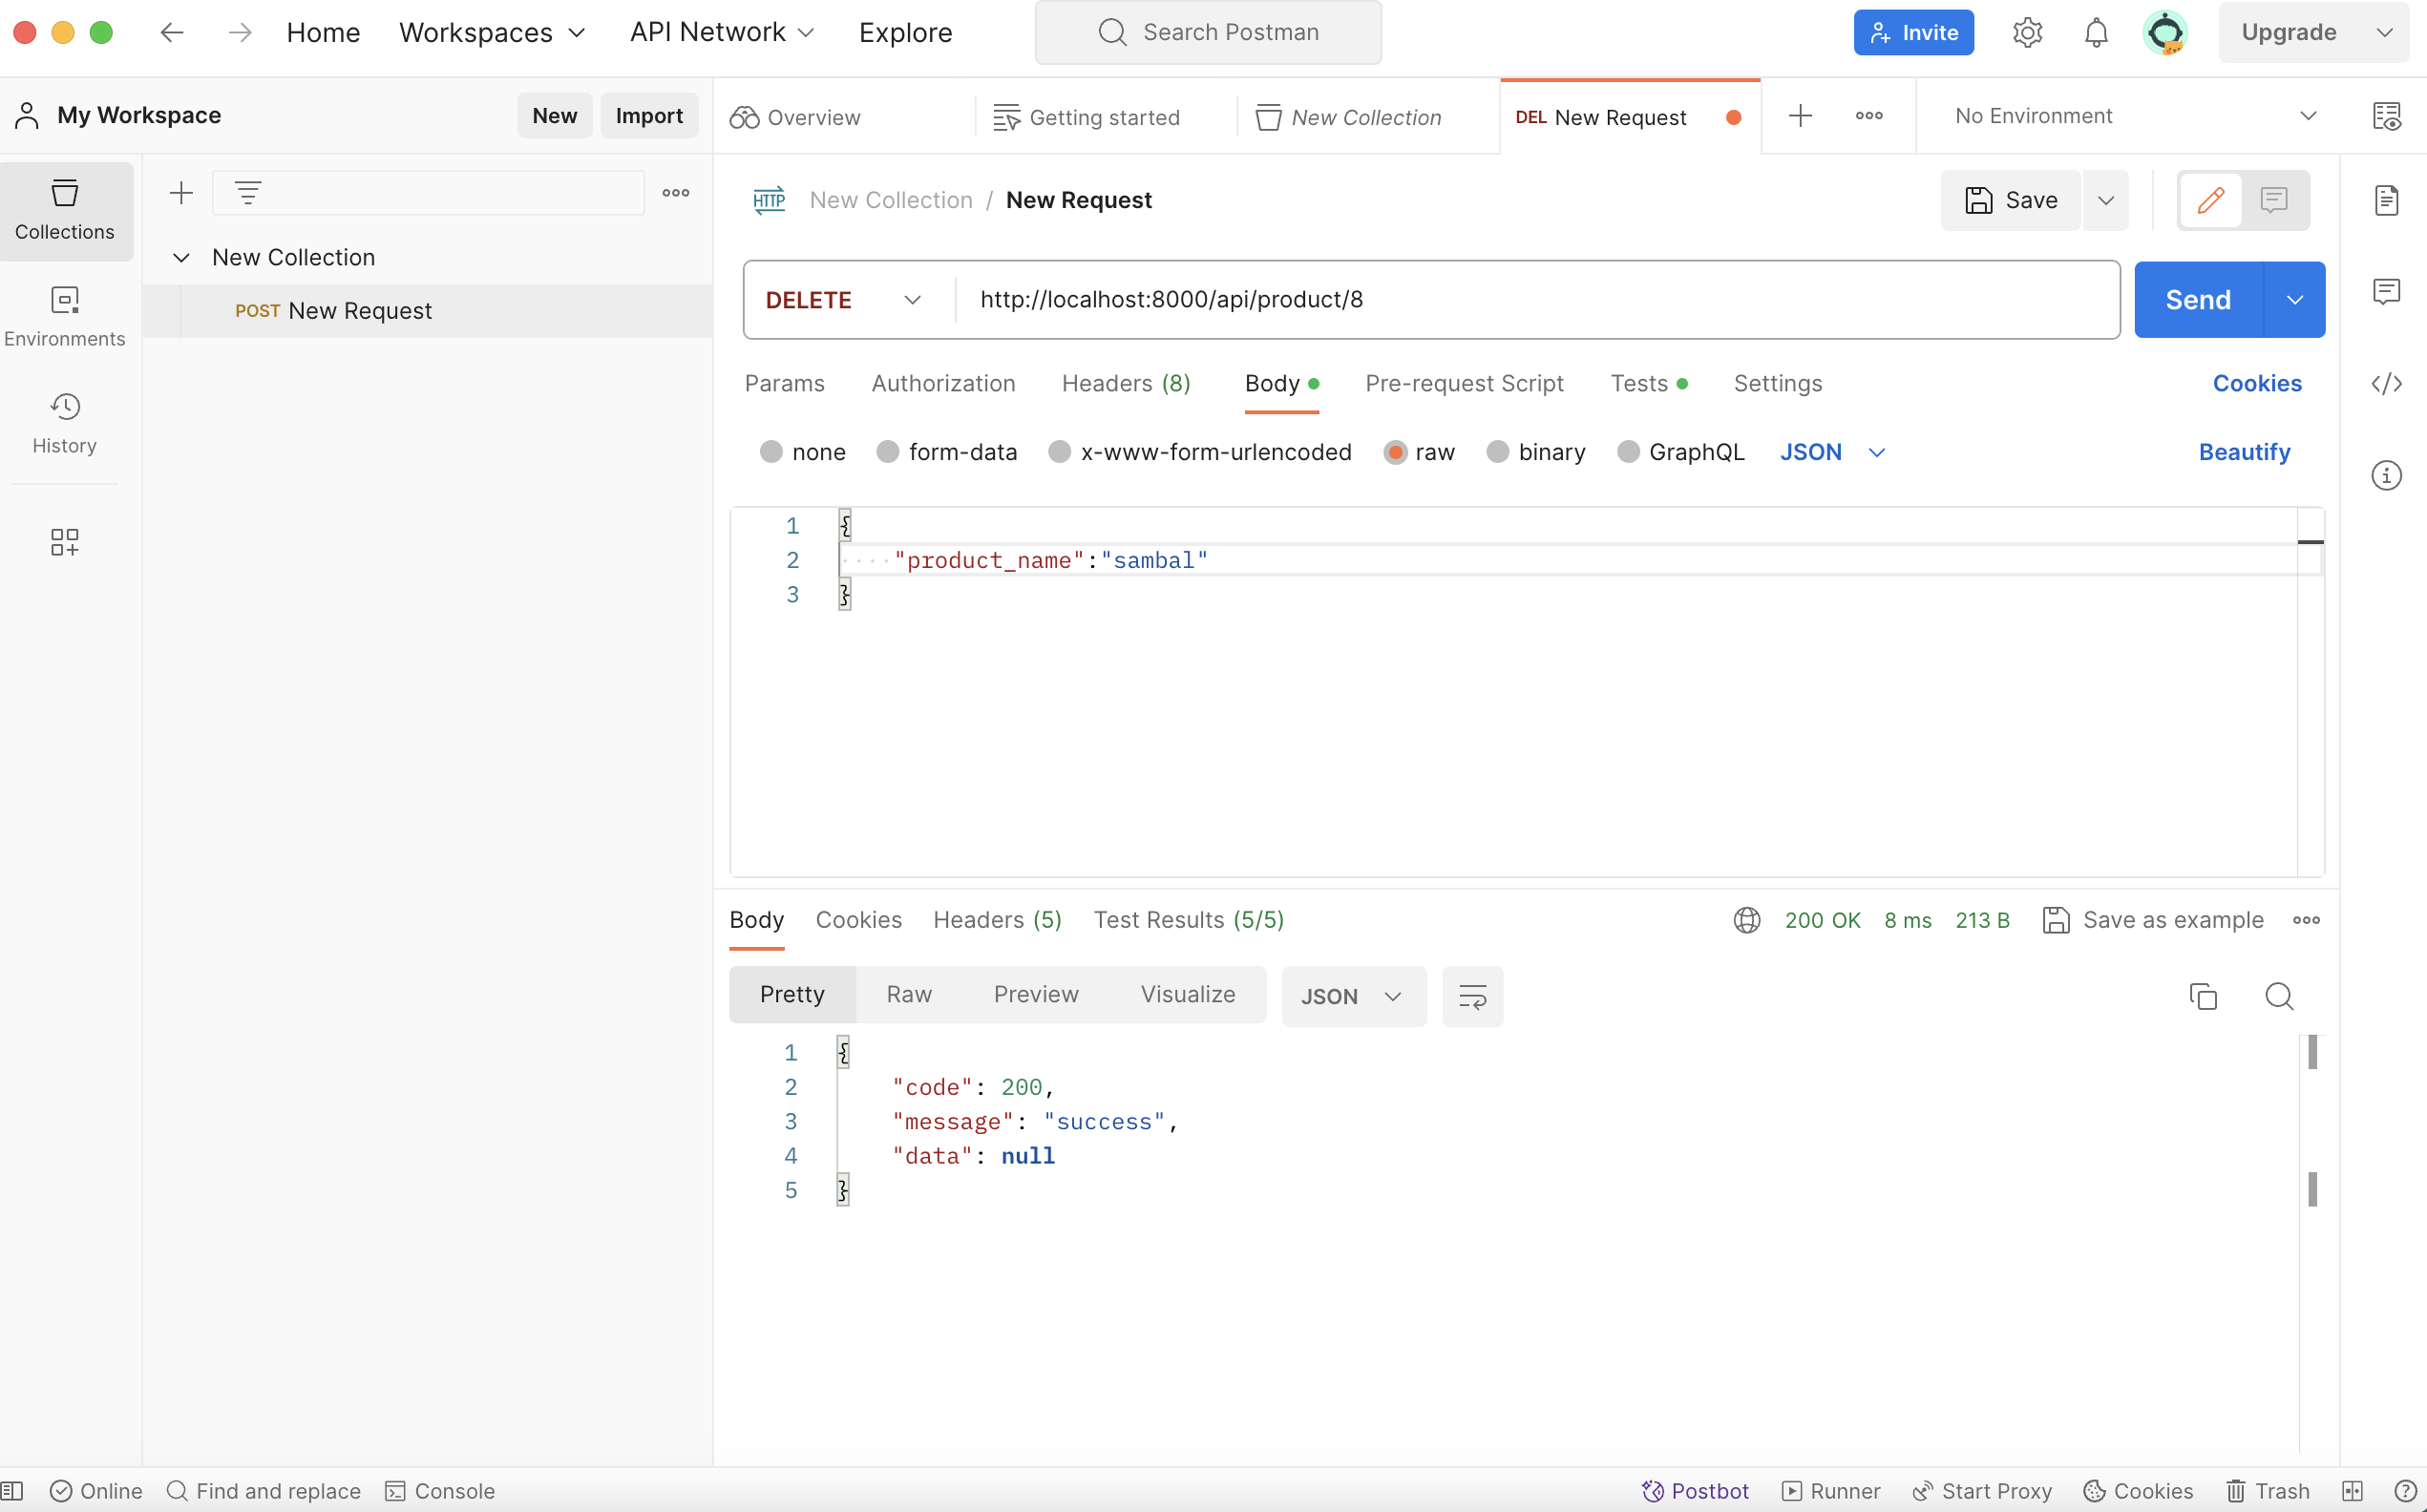 Home Workspaces API Network Explore Search Postman Invite Upgrade
My Workspace New Import Overview Getting started New Collection DEL New Request No Environment
Collections
Environments
History
New Collection
POST New Request
HTTP New Collection / New Request Save
DELETE http://localhost:8000/api/product/8 Send
Params Authorization Headers (8) Body Pre-request Script Tests Settings Cookies
none form-data x-www-form-urlencoded raw binary GraphQL JSON Beautify
1 {
2 "product_name":"sambal"
3 }
Body Cookies Headers (5) Test Results (5/5) 200 OK 8 ms 213 B Save as example
Pretty Raw Preview Visualize JSON
1 {
2 "code": 200,
3 "message": "success",
4 "data": null
5 }
Online Find and replace Console Postbot Runner Start Proxy Cookies Trash